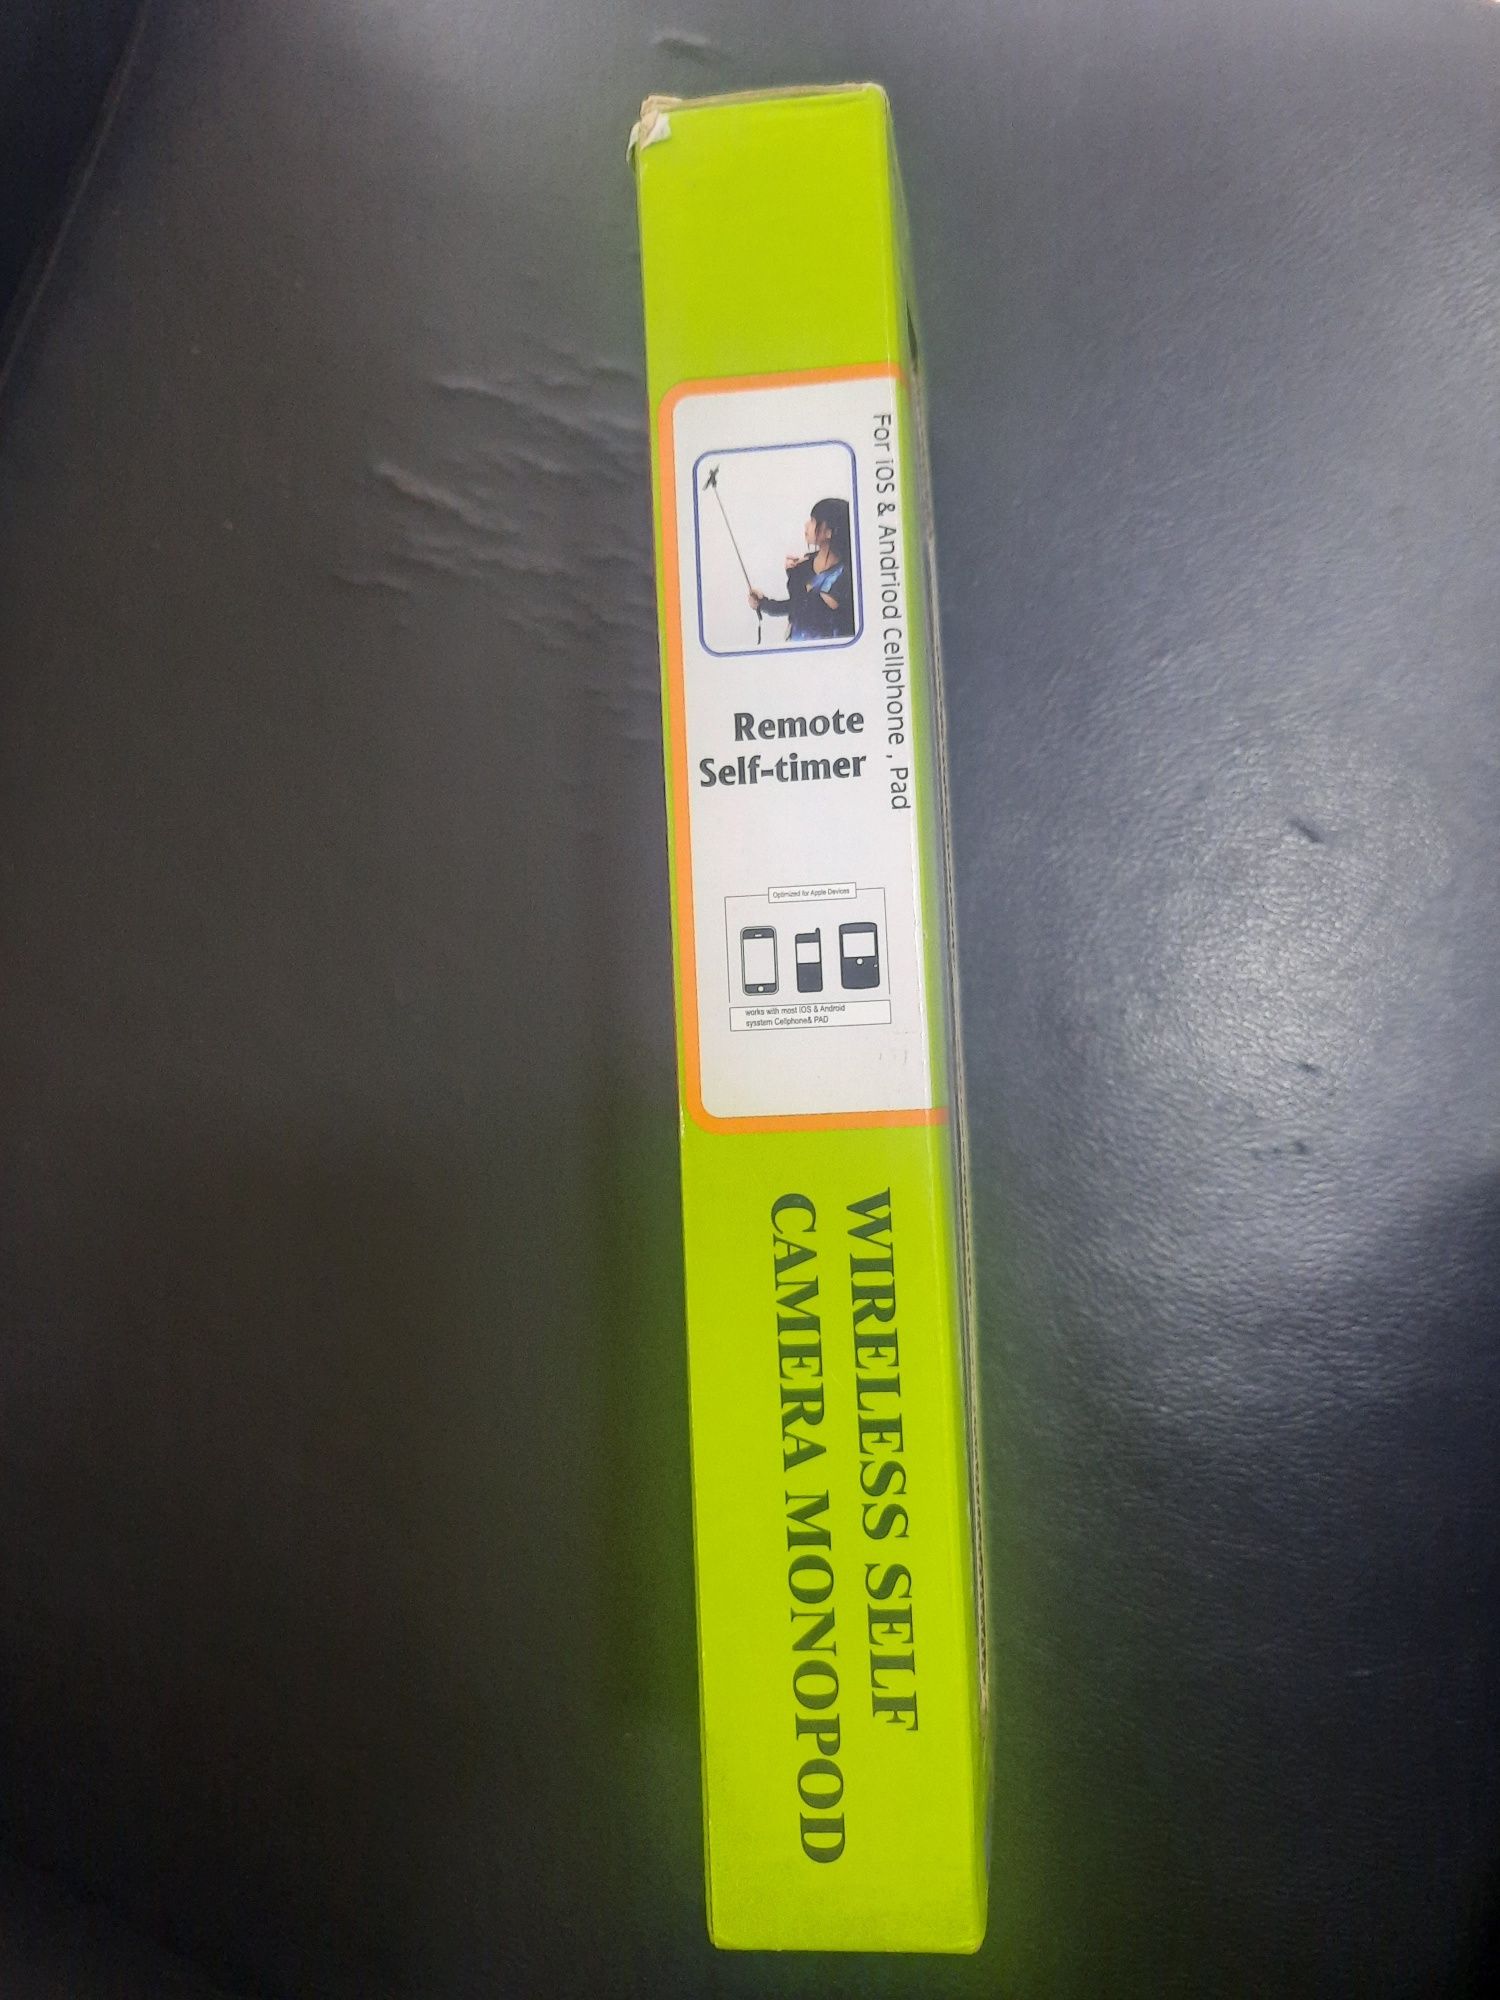 For iOS & Andriod Cellphone , Pad
Remote
Self-timer
Optimized for Apple Devices
works with most IOS & Android
sysstem Cellphone& PAD
WIRELESS SELF
CAMERA MONOPOD